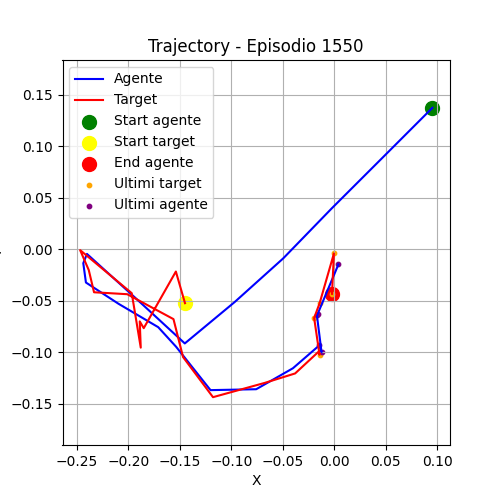 Trajectory - Episodio 1550
Agente
Target
Start agente
Start target
End agente
Ultimi target
Ultimi agente
0.15
0.10
0.05
0.00
−0.05
−0.10
−0.15
−0.25
−0.20
−0.15
−0.10
−0.05
0.00
0.05
0.10
X